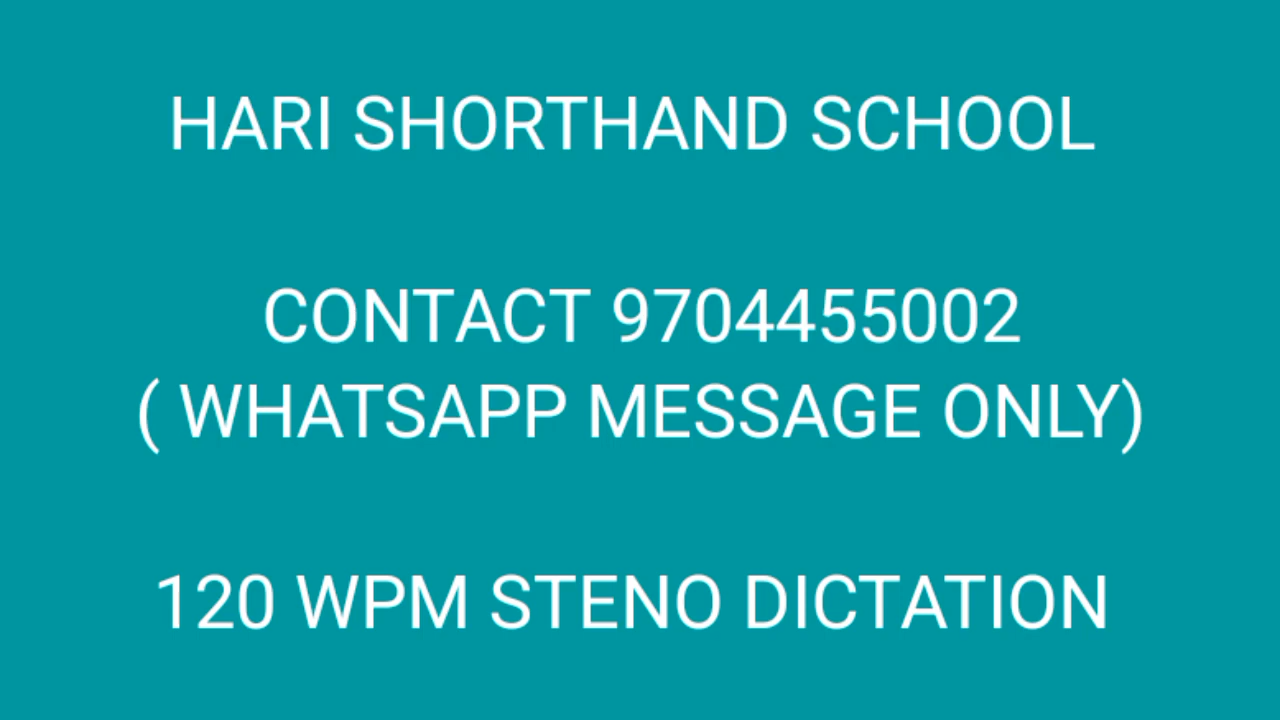 HARI SHORTHAND SCHOOL
CONTACT 9704455002
( WHATSAPP MESSAGE ONLY)
120 WPM STENO DICTATION